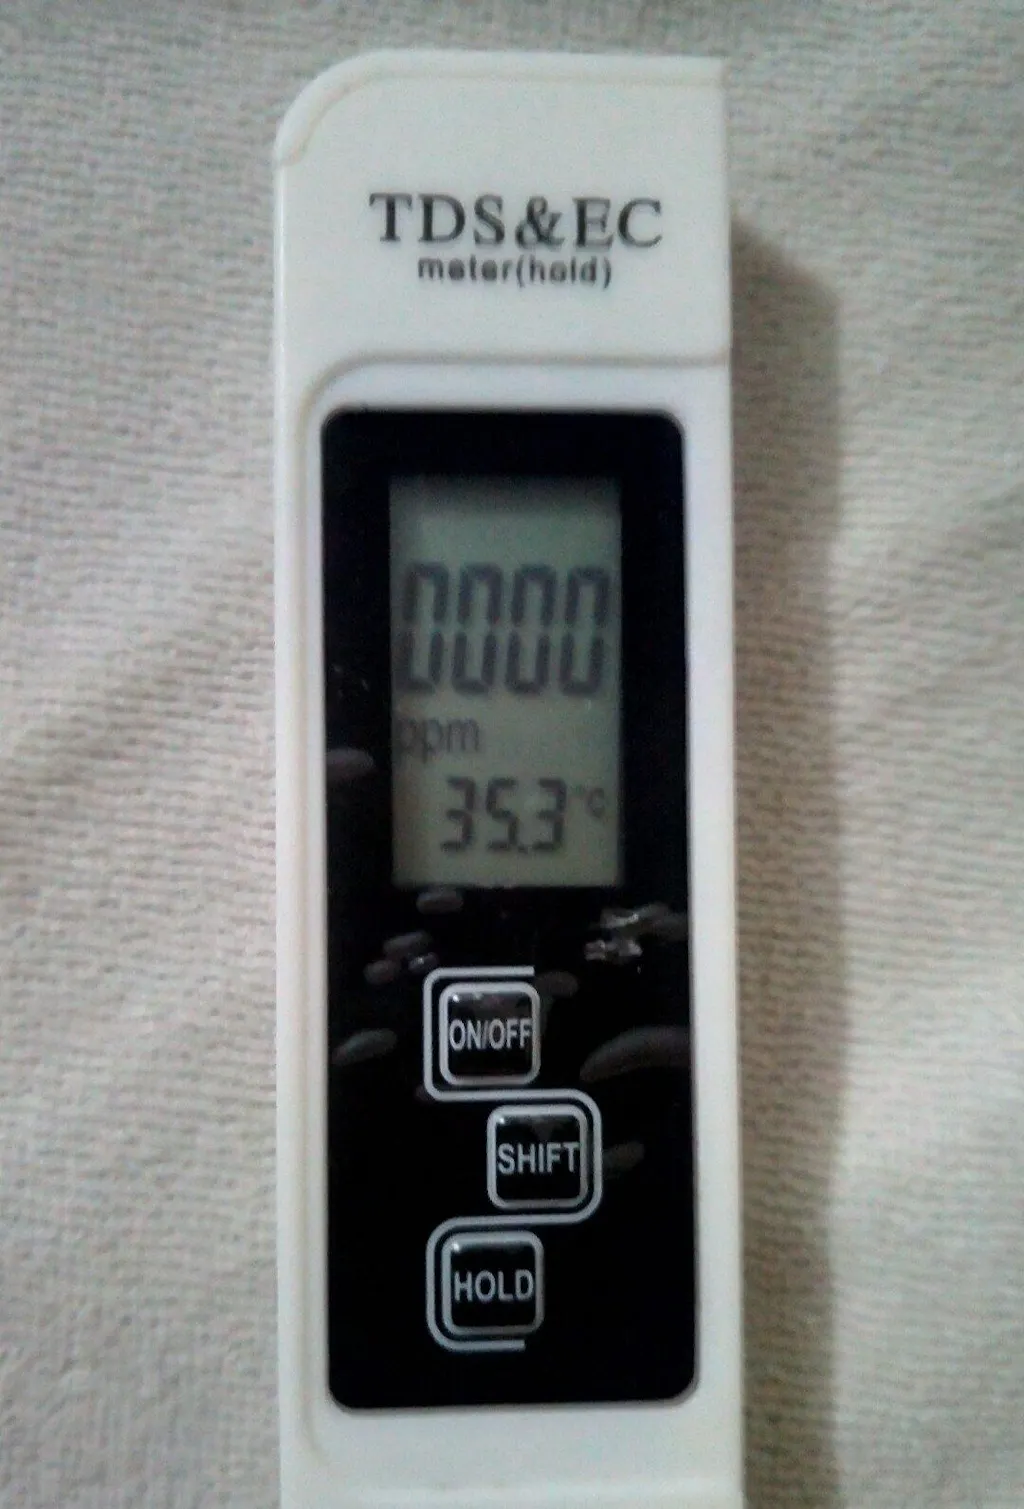 TDS&EC
meter(hold)
0000
ppm
35.3°C
ON/OFF
SHIFT
HOLD